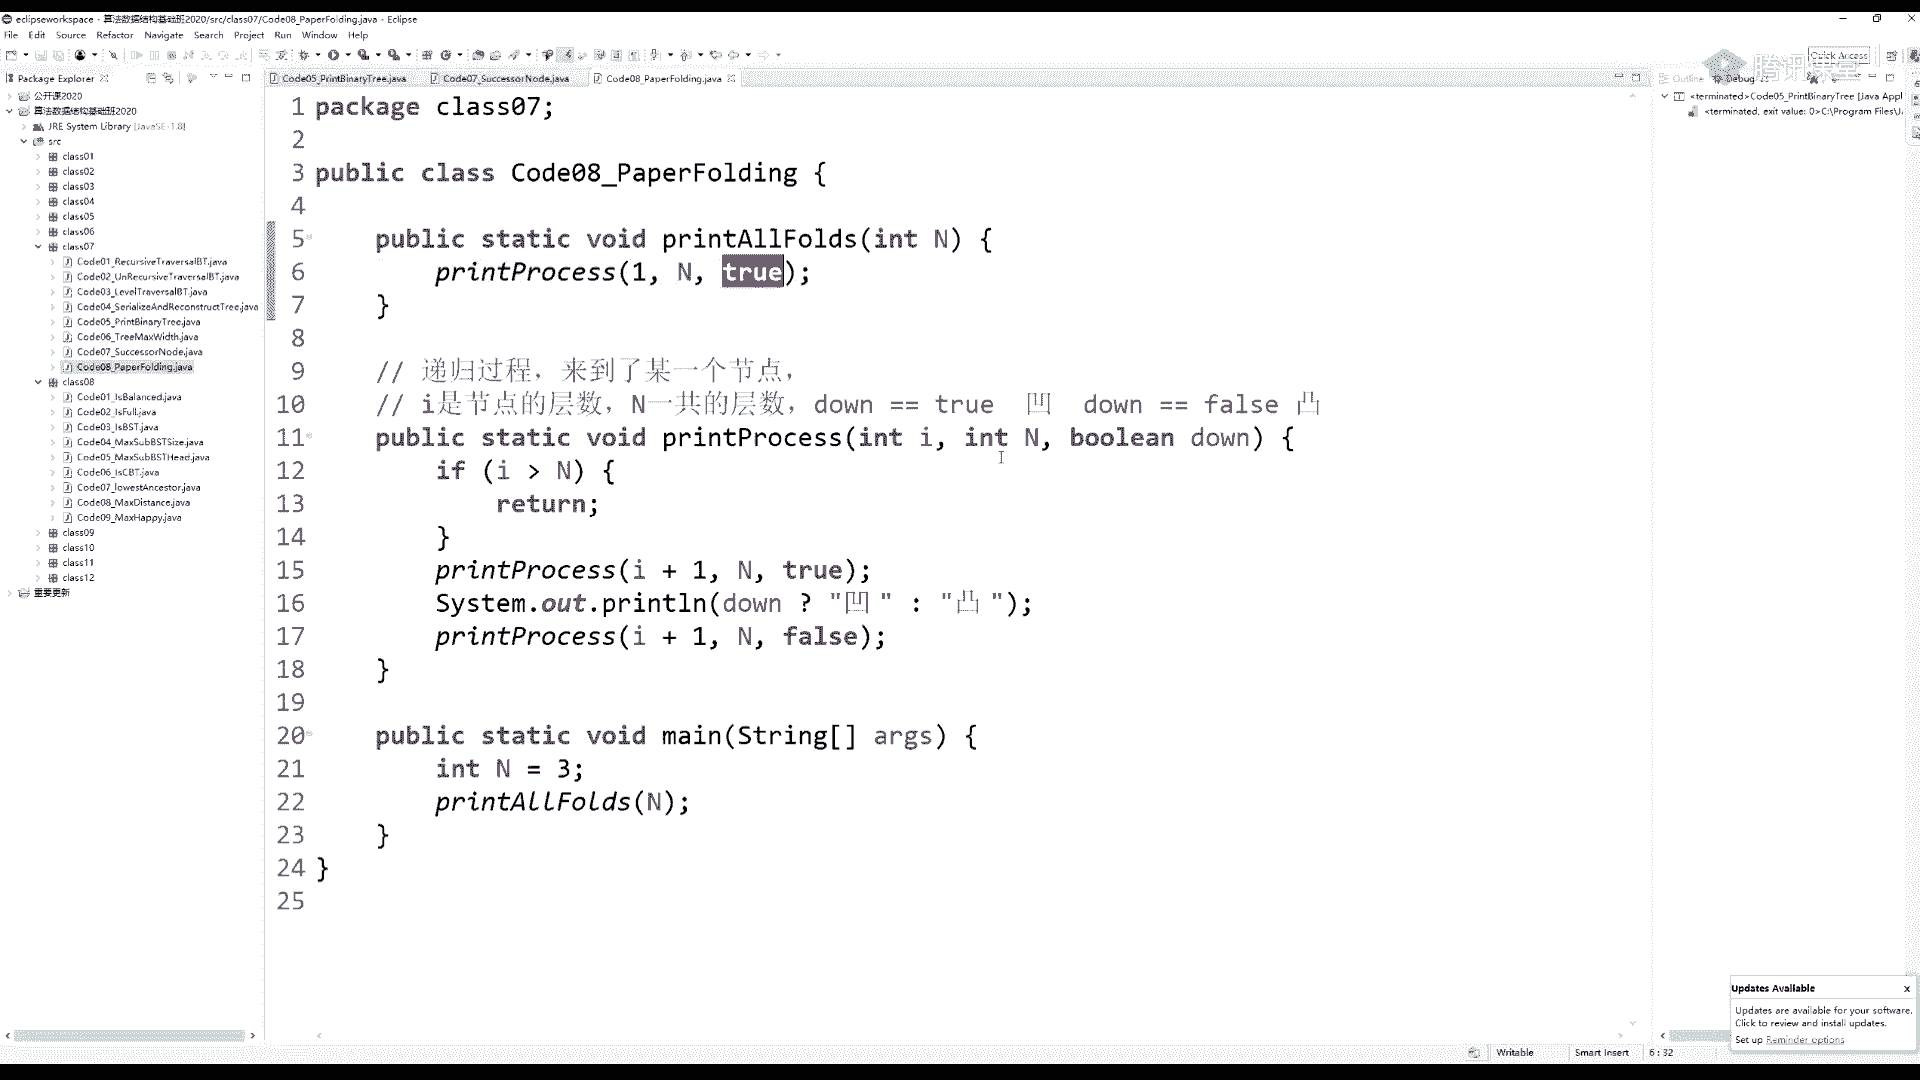 eclipseworkspace - 算法数据结构基础班2020/src/class07/Code08_PaperFolding.java - Eclipse
File Edit Source Refactor Navigate Search Project Run Window Help
Quick Access
腾讯课堂
Package Explorer
Code05_PrintBinaryTree.java Code07_SuccessorNode.java Code08_PaperFolding.java
Outline Debug
公开课2020
算法数据结构基础班2020
JRE System Library [JavaSE-1.8]
src
class01
class02
class03
class04
class05
class06
class07
Code01_RecursiveTraversalBT.java
Code02_UnRecursiveTraversalBT.java
Code03_LevelTraversalBT.java
Code04_SerializeAndReconstructTree.java
Code05_PrintBinaryTree.java
Code06_TreeMaxWidth.java
Code07_SuccessorNode.java
Code08_PaperFolding.java
class08
Code01_IsBalanced.java
Code02_IsFull.java
Code03_IsBST.java
Code04_MaxSubBSTSize.java
Code05_MaxSubBSTHead.java
Code06_IsCBT.java
Code07_lowestAncestor.java
Code08_MaxDistance.java
Code09_MaxHappy.java
class09
class10
class11
class12
重要更新
1 package class07;
2
3 public class Code08_PaperFolding {
4
5 public static void printAllFolds(int N) {
6 printProcess(1, N, true);
7 }
8
9 // 递归过程，来到了某一个节点，
10 // i是节点的层数，N一共的层数，down == true 凹 down == false 凸
11 public static void printProcess(int i, int N, boolean down) {
12 if (i > N) {
13 return;
14 }
15 printProcess(i + 1, N, true);
16 System.out.println(down ? "凹 " : "凸 ");
17 printProcess(i + 1, N, false);
18 }
19
20 public static void main(String[] args) {
21 int N = 3;
22 printAllFolds(N);
23 }
24 }
25
<terminated>Code05_PrintBinaryTree [Java Appl
<terminated, exit value: 0>C:\Program Files\J
Updates Available x
Updates are available for your software.
Click to review and install updates.
Set up Reminder options
Writable Smart Insert 6 : 32